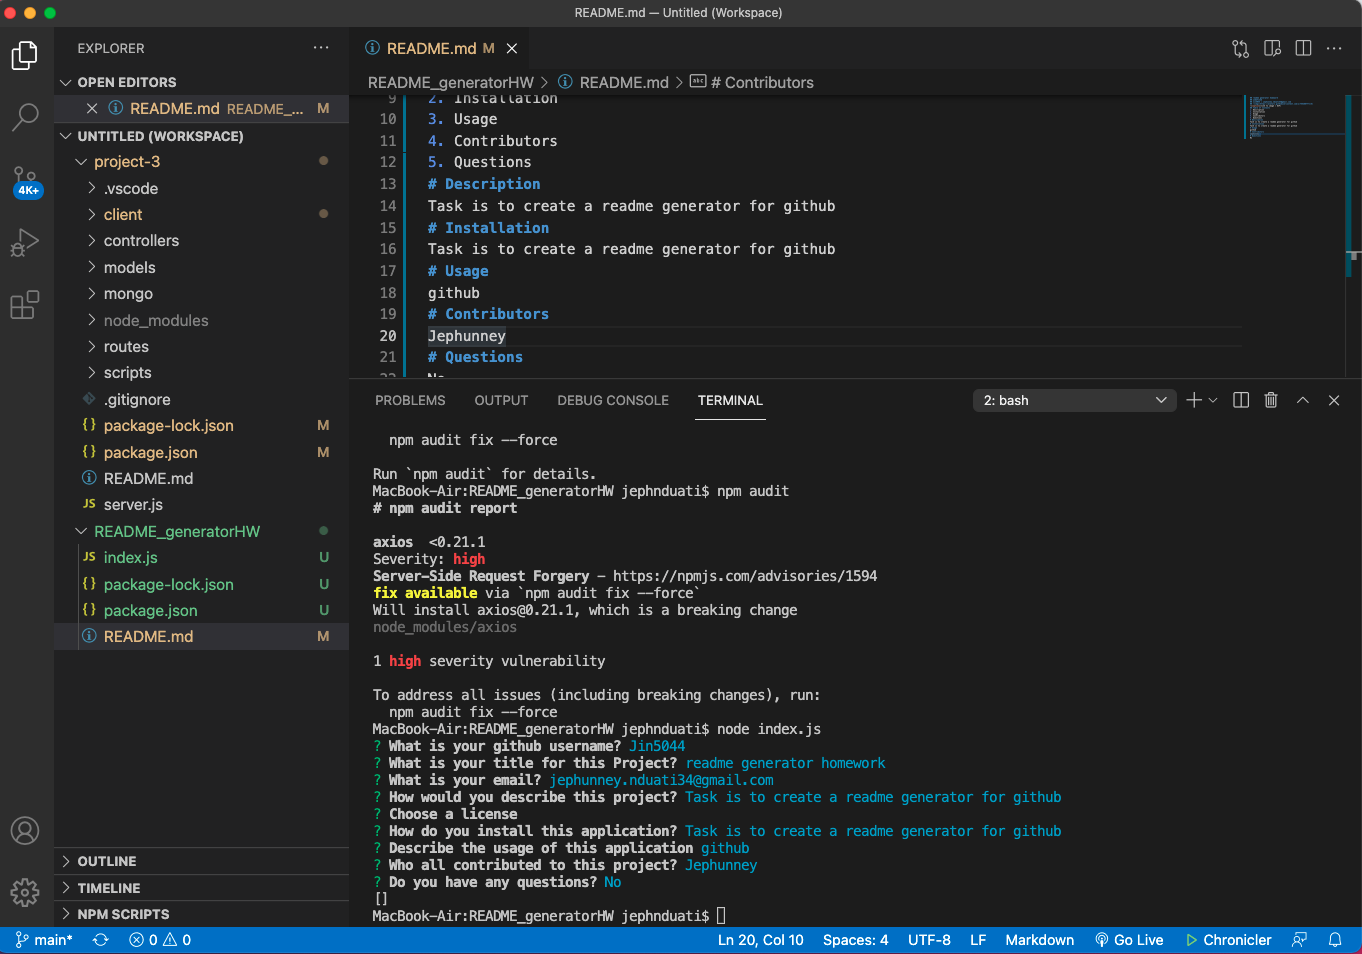 README.md — Untitled (Workspace)
EXPLORER
···
OPEN EDITORS
README.md README_... M
UNTITLED (WORKSPACE)
project-3
.vscode
client
controllers
models
mongo
node_modules
routes
scripts
.gitignore
{} package-lock.json M
{} package.json M
README.md
JS server.js
README_generatorHW
JS index.js U
{} package-lock.json U
{} package.json U
README.md M
OUTLINE
TIMELINE
NPM SCRIPTS
4K+
README.md M
README_generatorHW > README.md > # Contributors
9 2. Installation
10 3. Usage
11 4. Contributors
12 5. Questions
13 # Description
14 Task is to create a readme generator for github
15 # Installation
16 Task is to create a readme generator for github
17 # Usage
18 github
19 # Contributors
20 Jephunney
21 # Questions
22 No
PROBLEMS OUTPUT DEBUG CONSOLE TERMINAL 2: bash
npm audit fix --force
Run `npm audit` for details.
MacBook-Air:README_generatorHW jephnduati$ npm audit
# npm audit report
axios <0.21.1
Severity: high
Server-Side Request Forgery - https://npmjs.com/advisories/1594
fix available via `npm audit fix --force`
Will install axios@0.21.1, which is a breaking change
node_modules/axios
1 high severity vulnerability
To address all issues (including breaking changes), run:
npm audit fix --force
MacBook-Air:README_generatorHW jephnduati$ node index.js
? What is your github username? Jin5044
? What is your title for this Project? readme generator homework
? What is your email? jephunney.nduati34@gmail.com
? How would you describe this project? Task is to create a readme generator for github
? Choose a license
? How do you install this application? Task is to create a readme generator for github
? Describe the usage of this application github
? Who all contributed to this project? Jephunney
? Do you have any questions? No
[]
MacBook-Air:README_generatorHW jephnduati$
main* 0 0 Ln 20, Col 10 Spaces: 4 UTF-8 LF Markdown Go Live Chronicler